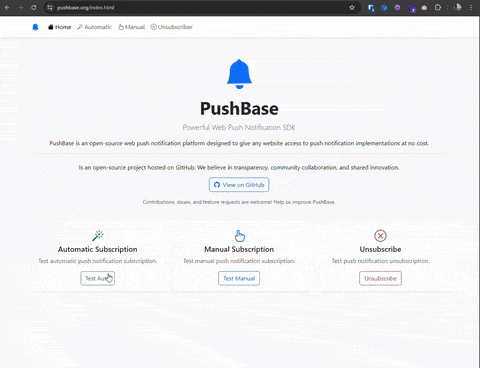 pushbase.org/index.html
Home Automatic Manual Unsubscriber
PushBase
Powerful Web Push Notification SDK
PushBase is an open-source web push notification platform designed to give any website access to push notification implementations at no cost.
Is an open-source project hosted on GitHub. We believe in transparency, community collaboration, and shared innovation.
View on GitHub
Contributions, issues, and feature requests are welcome! Help us improve PushBase.
Automatic Subscription
Test automatic push notification subscription.
Test Auto
Manual Subscription
Test manual push notification subscription.
Test Manual
Unsubscribe
Test push notification unsubscription.
Unsubscribe